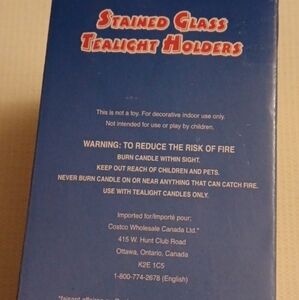 STAINED GLASS
TEALIGHT HOLDERS
This is not a toy. For decorative indoor use only.
Not intended for use or play by children.
WARNING: TO REDUCE THE RISK OF FIRE
BURN CANDLE WITHIN SIGHT.
KEEP OUT REACH OF CHILDREN AND PETS.
NEVER BURN CANDLE ON OR NEAR ANYTHING THAT CAN CATCH FIRE.
USE WITH TEALIGHT CANDLES ONLY.
Imported for/Importé pour;
Costco Wholesale Canada Ltd.*
415 W. Hunt Club Road
Ottawa, Ontario, Canada
K2E 1C5
1-800-774-2678 (English)
*faisant affaires